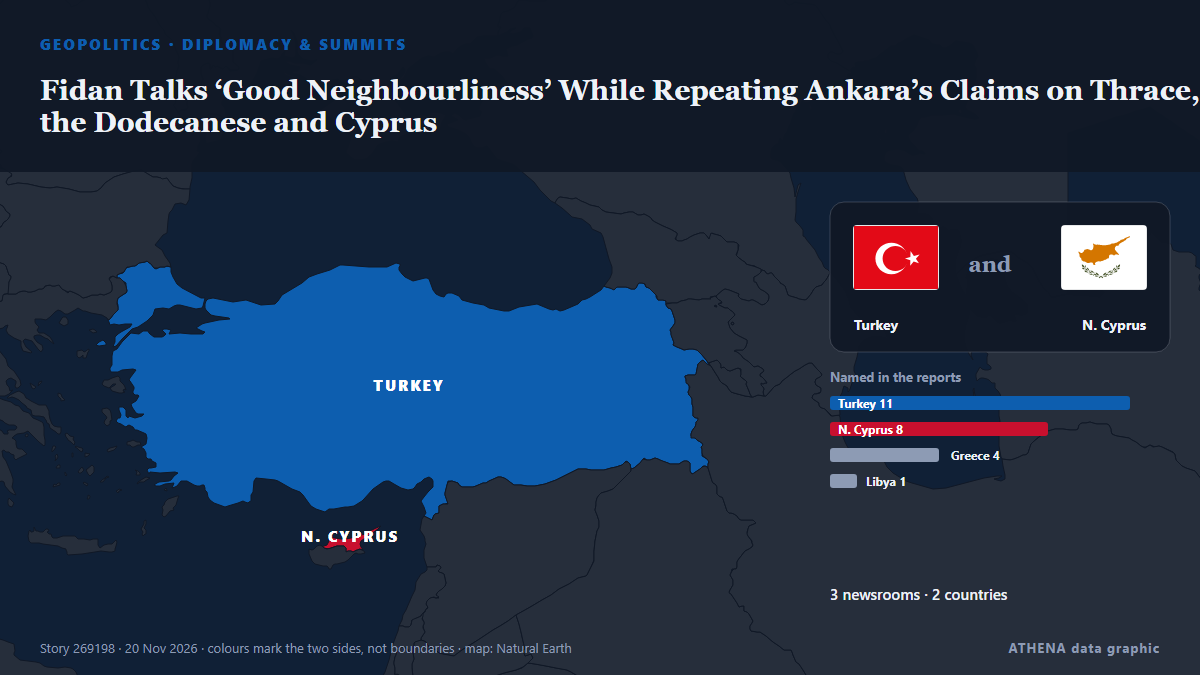 GEOPOLITICS · DIPLOMACY & SUMMITS
Fidan Talks ‘Good Neighbourliness’ While Repeating Ankara’s Claims on Thrace,
the Dodecanese and Cyprus
and
Turkey
N. Cyprus
Named in the reports
Turkey 11
N. Cyprus 8
Greece 4
Libya 1
TURKEY
N. CYPRUS
3 newsrooms · 2 countries
Story 269198 · 20 Nov 2026 · colours mark the two sides, not boundaries · map: Natural Earth
ATHENA data graphic